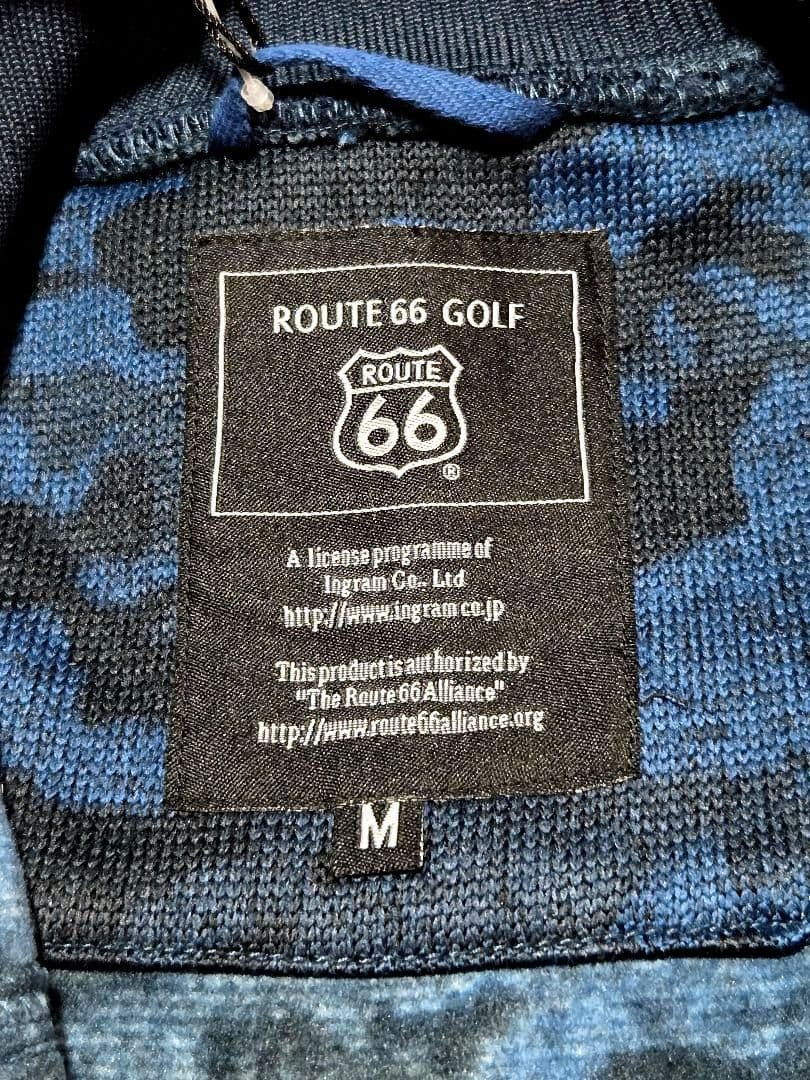 ROUTE 66 GOLF
ROUTE
66
®
A license programme of
Ingram Co.. Ltd
http://www.ingram.co.jp
This product is authorized by
"The Route 66 Alliance"
http://www.route66alliance.org
M